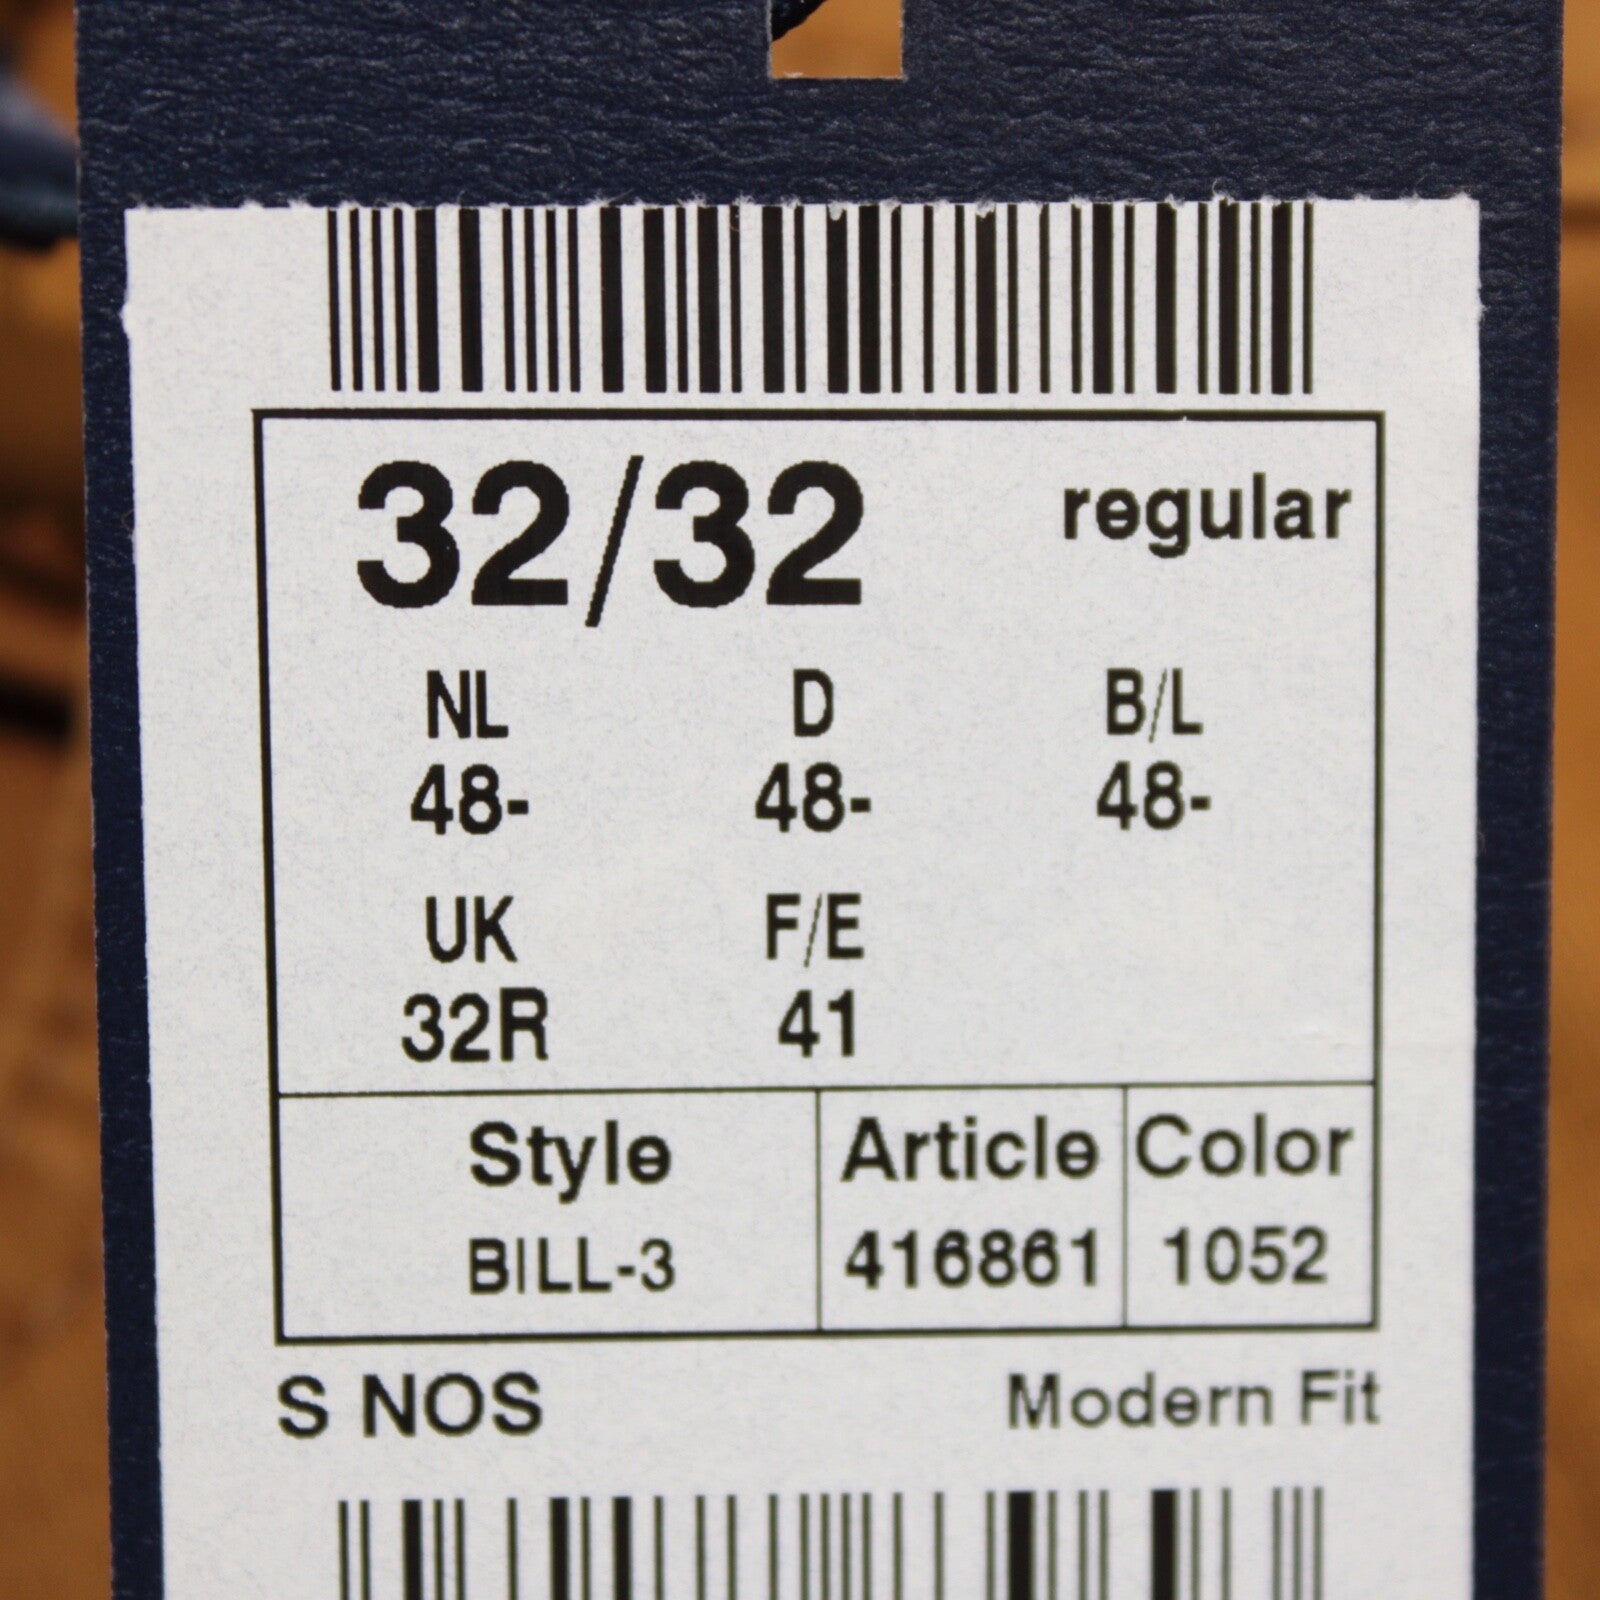 32/32 regular
NL D B/L
48- 48- 48-
UK F/E
32R 41
Style Article Color
BILL-3 416861 1052
S NOS Modern Fit